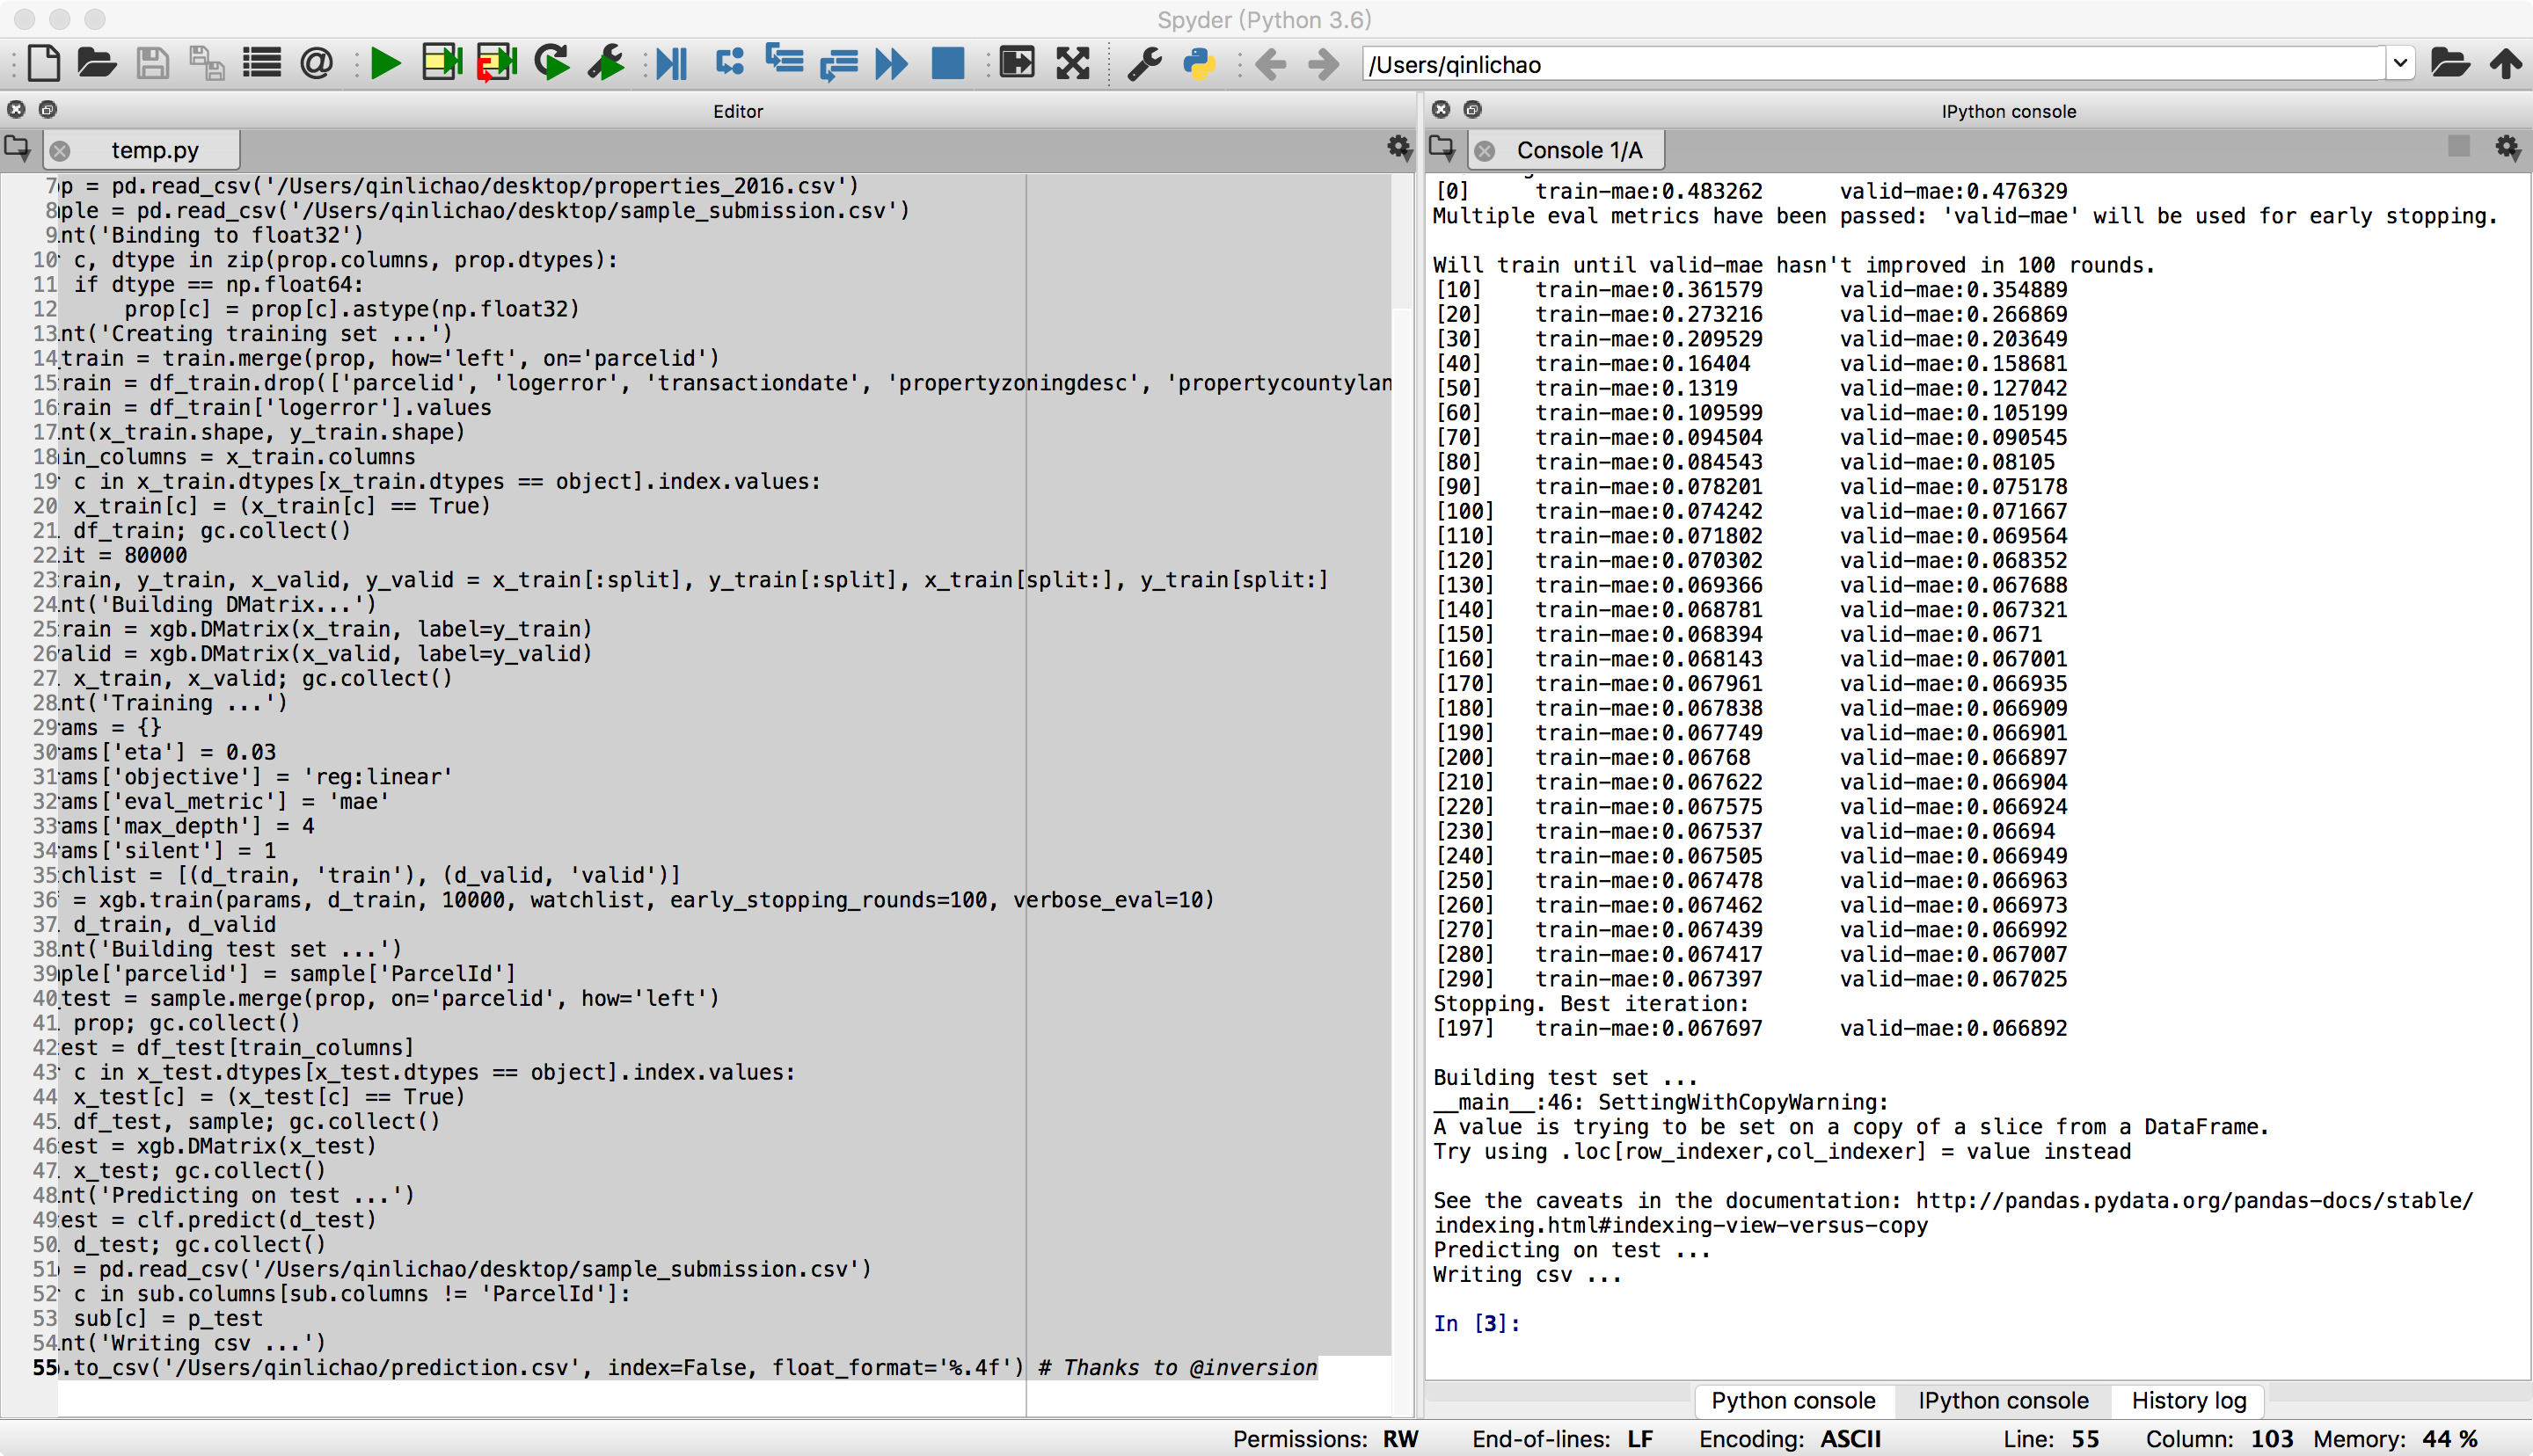 Spyder (Python 3.6)
/Users/qinlichao
Editor
temp.py
7 p = pd.read_csv('/Users/qinlichao/desktop/properties_2016.csv')
8 ple = pd.read_csv('/Users/qinlichao/desktop/sample_submission.csv')
9 nt('Binding to float32')
10 c, dtype in zip(prop.columns, prop.dtypes):
11 if dtype == np.float64:
12 prop[c] = prop[c].astype(np.float32)
13 nt('Creating training set ...')
14 _train = train.merge(prop, how='left', on='parcelid')
15 rain = df_train.drop(['parcelid', 'logerror', 'transactiondate', 'propertyzoningdesc', 'propertycountylan
16 rain = df_train['logerror'].values
17 nt(x_train.shape, y_train.shape)
18 in_columns = x_train.columns
19 c in x_train.dtypes[x_train.dtypes == object].index.values:
20 x_train[c] = (x_train[c] == True)
21 df_train; gc.collect()
22 it = 80000
23 rain, y_train, x_valid, y_valid = x_train[:split], y_train[:split], x_train[split:], y_train[split:]
24 nt('Building DMatrix...')
25 rain = xgb.DMatrix(x_train, label=y_train)
26 alid = xgb.DMatrix(x_valid, label=y_valid)
27 x_train, x_valid; gc.collect()
28 nt('Training ...')
29 ams = {}
30 ams['eta'] = 0.03
31 ams['objective'] = 'reg:linear'
32 ams['eval_metric'] = 'mae'
33 ams['max_depth'] = 4
34 ams['silent'] = 1
35 chlist = [(d_train, 'train'), (d_valid, 'valid')]
36 = xgb.train(params, d_train, 10000, watchlist, early_stopping_rounds=100, verbose_eval=10)
37 d_train, d_valid
38 nt('Building test set ...')
39 ple['parcelid'] = sample['ParcelId']
40 _test = sample.merge(prop, on='parcelid', how='left')
41 prop; gc.collect()
42 est = df_test[train_columns]
43 c in x_test.dtypes[x_test.dtypes == object].index.values:
44 x_test[c] = (x_test[c] == True)
45 df_test, sample; gc.collect()
46 est = xgb.DMatrix(x_test)
47 x_test; gc.collect()
48 nt('Predicting on test ...')
49 est = clf.predict(d_test)
50 d_test; gc.collect()
51 = pd.read_csv('/Users/qinlichao/desktop/sample_submission.csv')
52 c in sub.columns[sub.columns != 'ParcelId']:
53 sub[c] = p_test
54 nt('Writing csv ...')
55 .to_csv('/Users/qinlichao/prediction.csv', index=False, float_format='%.4f') # Thanks to @inversion
IPython console
Console 1/A
[0] train-mae:0.483262 valid-mae:0.476329
Multiple eval metrics have been passed: 'valid-mae' will be used for early stopping.
Will train until valid-mae hasn't improved in 100 rounds.
[10] train-mae:0.361579 valid-mae:0.354889
[20] train-mae:0.273216 valid-mae:0.266869
[30] train-mae:0.209529 valid-mae:0.203649
[40] train-mae:0.16404 valid-mae:0.158681
[50] train-mae:0.1319 valid-mae:0.127042
[60] train-mae:0.109599 valid-mae:0.105199
[70] train-mae:0.094504 valid-mae:0.090545
[80] train-mae:0.084543 valid-mae:0.08105
[90] train-mae:0.078201 valid-mae:0.075178
[100] train-mae:0.074242 valid-mae:0.071667
[110] train-mae:0.071802 valid-mae:0.069564
[120] train-mae:0.070302 valid-mae:0.068352
[130] train-mae:0.069366 valid-mae:0.067688
[140] train-mae:0.068781 valid-mae:0.067321
[150] train-mae:0.068394 valid-mae:0.0671
[160] train-mae:0.068143 valid-mae:0.067001
[170] train-mae:0.067961 valid-mae:0.066935
[180] train-mae:0.067838 valid-mae:0.066909
[190] train-mae:0.067749 valid-mae:0.066901
[200] train-mae:0.06768 valid-mae:0.066897
[210] train-mae:0.067622 valid-mae:0.066904
[220] train-mae:0.067575 valid-mae:0.066924
[230] train-mae:0.067537 valid-mae:0.06694
[240] train-mae:0.067505 valid-mae:0.066949
[250] train-mae:0.067478 valid-mae:0.066963
[260] train-mae:0.067462 valid-mae:0.066973
[270] train-mae:0.067439 valid-mae:0.066992
[280] train-mae:0.067417 valid-mae:0.067007
[290] train-mae:0.067397 valid-mae:0.067025
Stopping. Best iteration:
[197] train-mae:0.067697 valid-mae:0.066892
Building test set ...
__main__:46: SettingWithCopyWarning:
A value is trying to be set on a copy of a slice from a DataFrame.
Try using .loc[row_indexer,col_indexer] = value instead
See the caveats in the documentation: http://pandas.pydata.org/pandas-docs/stable/
indexing.html#indexing-view-versus-copy
Predicting on test ...
Writing csv ...
In [3]:
Python console IPython console History log
Permissions: RW End-of-lines: LF Encoding: ASCII Line: 55 Column: 103 Memory: 44 %